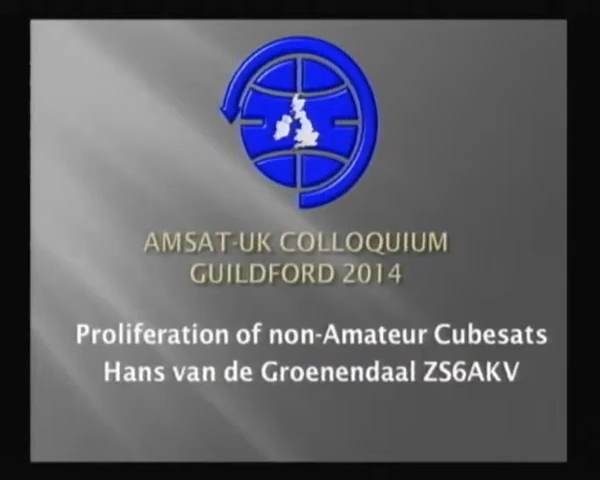 AMSAT-UK COLLOQUIUM
GUILDFORD 2014
Proliferation of non-Amateur Cubesats
Hans van de Groenendaal ZS6AKV